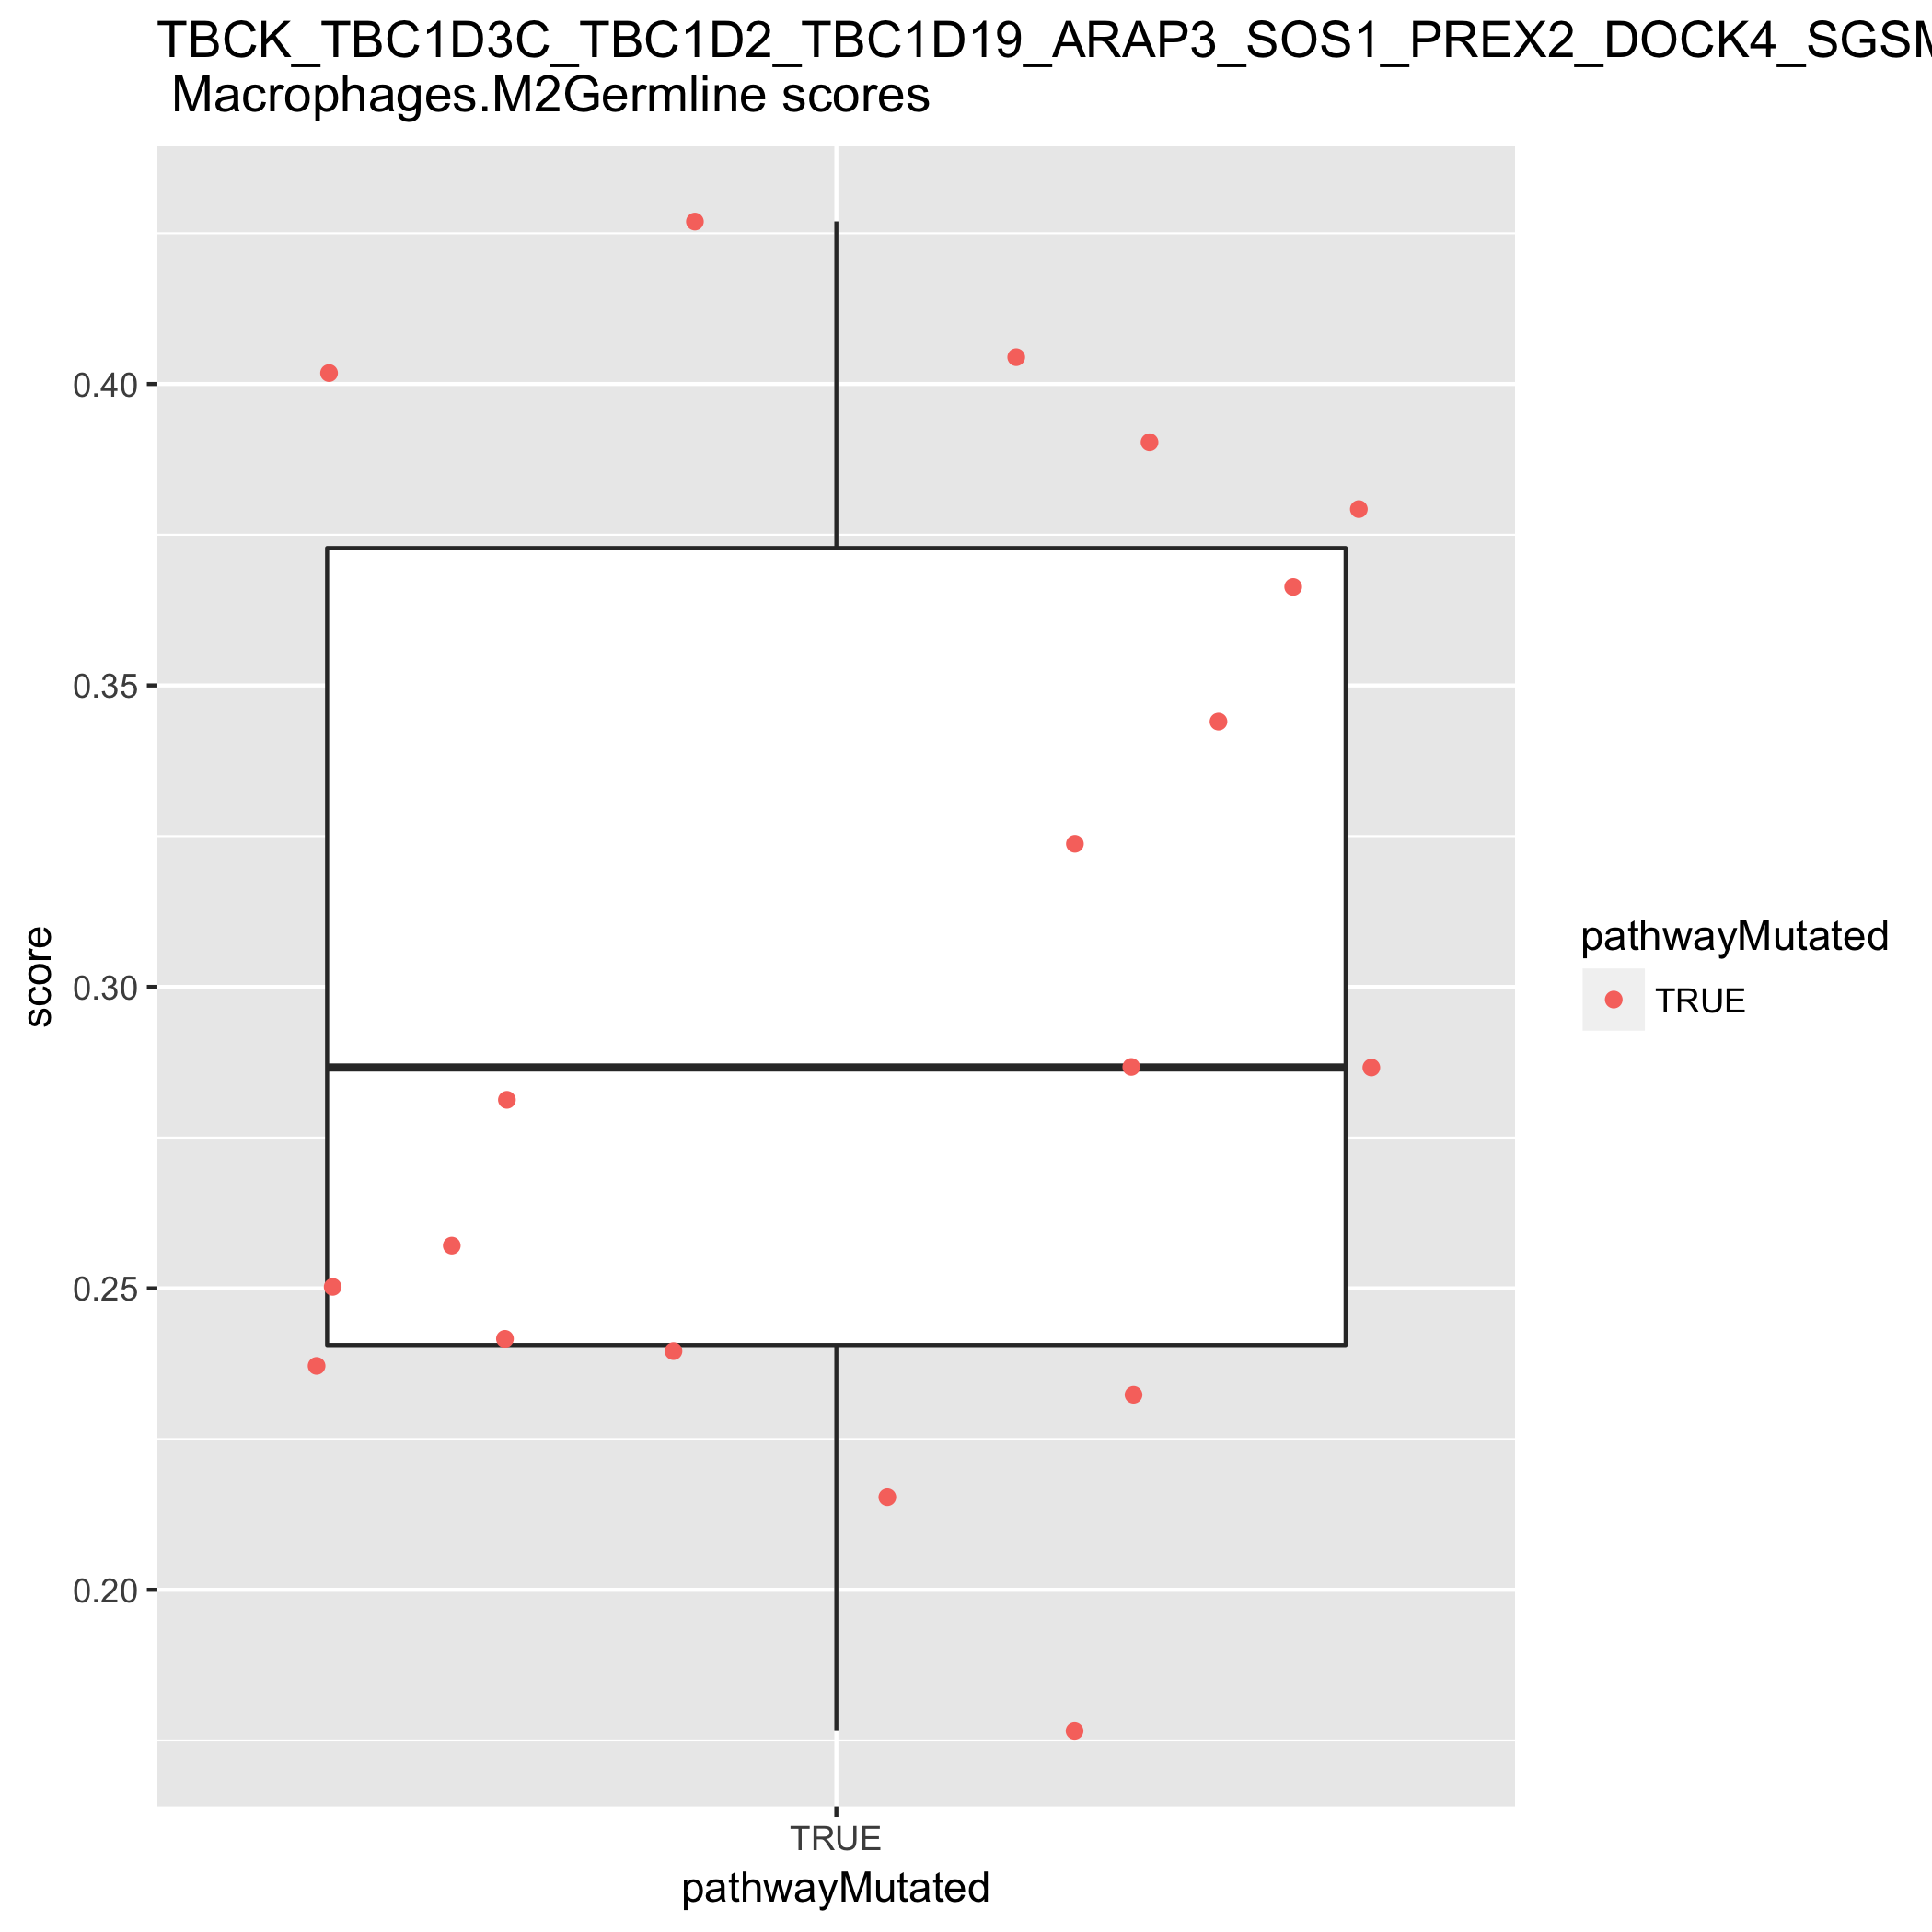 TBCK_TBC1D3C_TBC1D2_TBC1D19_ARAP3_SOS1_PREX2_DOCK4_SGSM
Macrophages.M2Germline scores
0.40
0.35
0.30
0.25
0.20
score
TRUE
pathwayMutated
pathwayMutated
TRUE